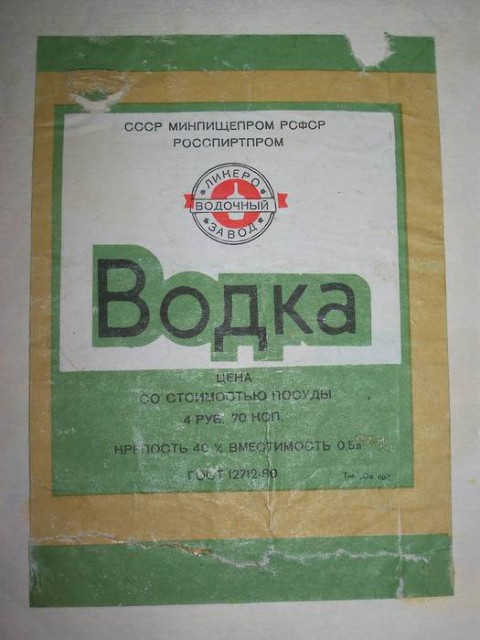 СССР МИНПИЩЕПРОМ РСФСР
РОССПИРТПРОМ
ЛИКЕРО
ВОДОЧНЫЙ
ЗАВОД
Водка
ЦЕНА
СО СТОИМОСТЬЮ ПОСУДЫ
4 РУБ. 70 КОП.
КРЕПОСТЬ 40 % ВМЕСТИМОСТЬ 0,5л
ГОСТ 12712-80
Тип.